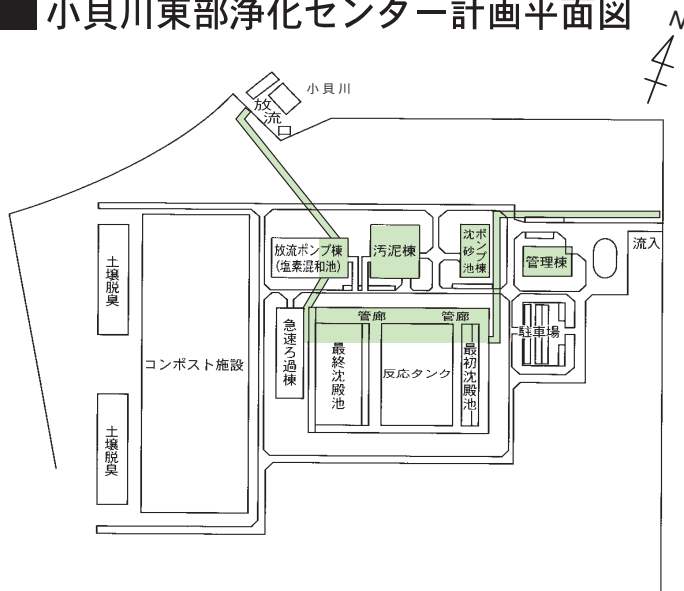 小貝川東部浄化センター計画平面図
N
小貝川
放流口
放流ポンプ棟
(塩素混和池)
汚泥棟
沈砂池
ポンプ棟
管理棟
流入
土壌脱臭
コンポスト施設
急速ろ過棟
管廊
管廊
最終沈殿池
反応タンク
最初沈殿池
駐車場
土壌脱臭